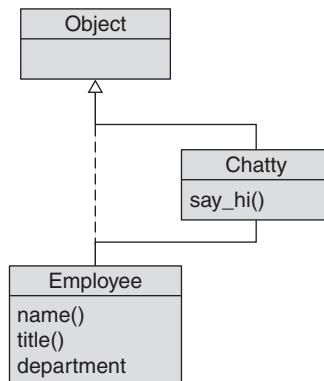 Object
Chatty
say_hi()
Employee
name()
title()
department